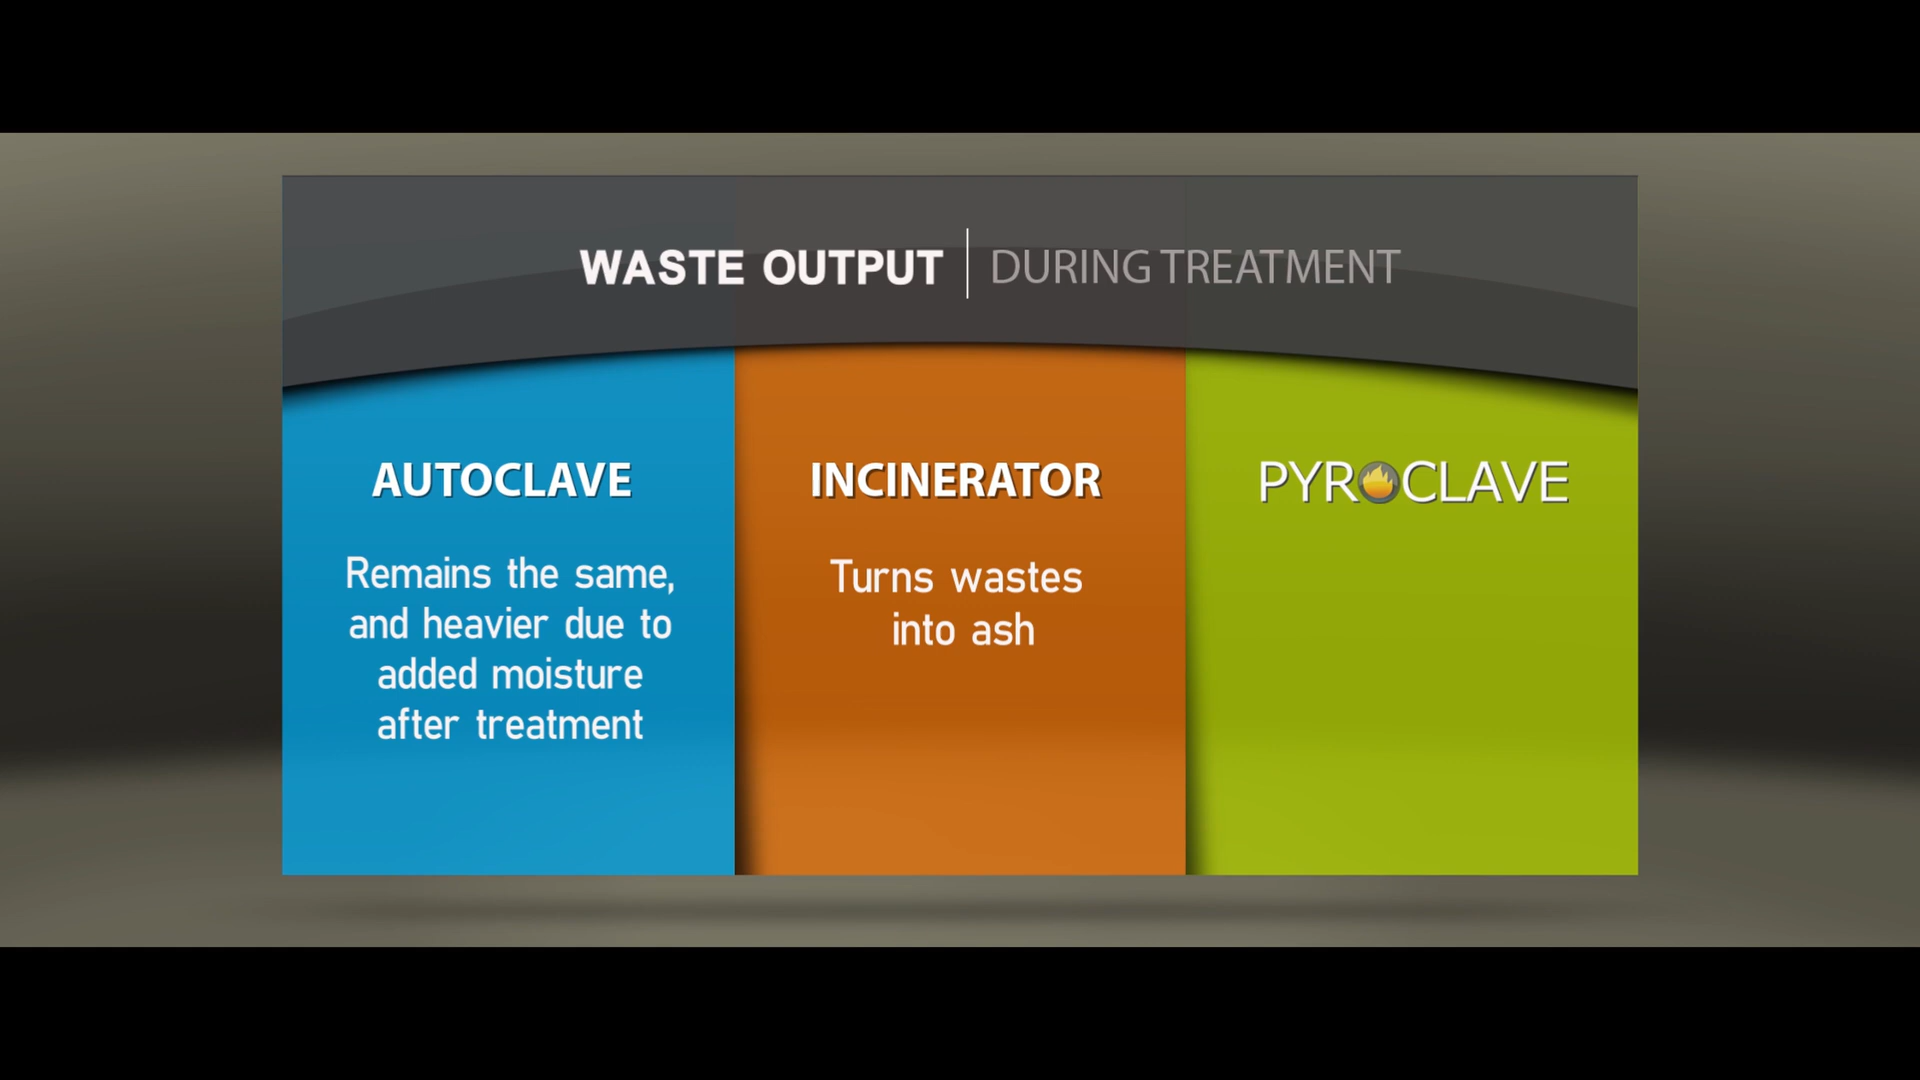 WASTE OUTPUT | DURING TREATMENT
AUTOCLAVE
Remains the same,
and heavier due to
added moisture
after treatment
INCINERATOR
Turns wastes
into ash
PYROCLAVE